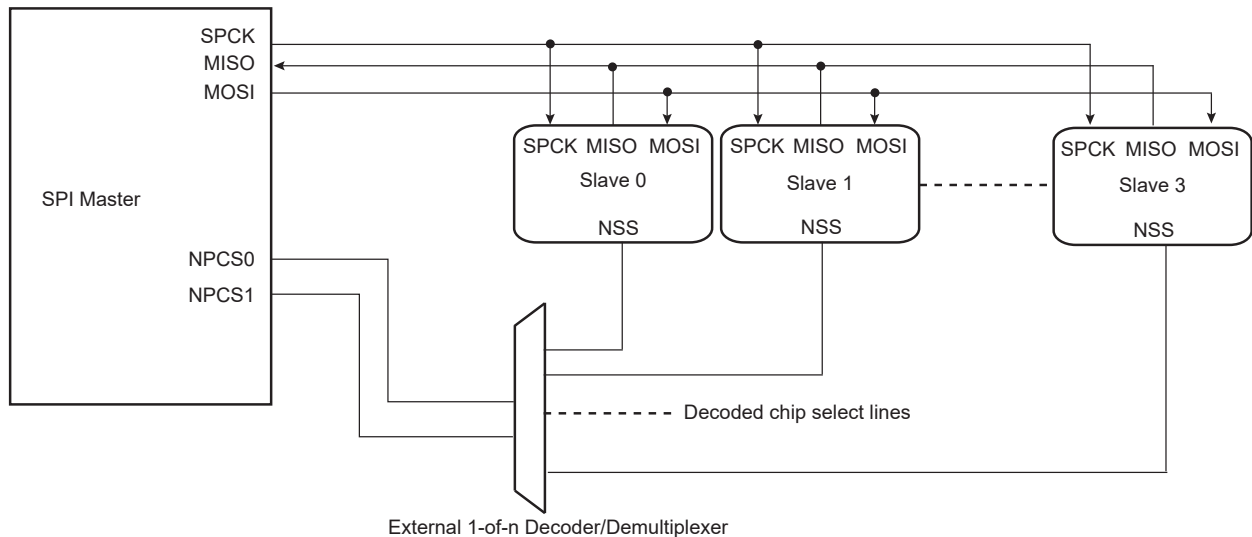 SPCK
MISO
MOSI
SPI Master
NPCS0
NPCS1
SPCK MISO MOSI
Slave 0
NSS
SPCK MISO MOSI
Slave 1
NSS
SPCK MISO MOSI
Slave 3
NSS
Decoded chip select lines
External 1-of-n Decoder/Demultiplexer